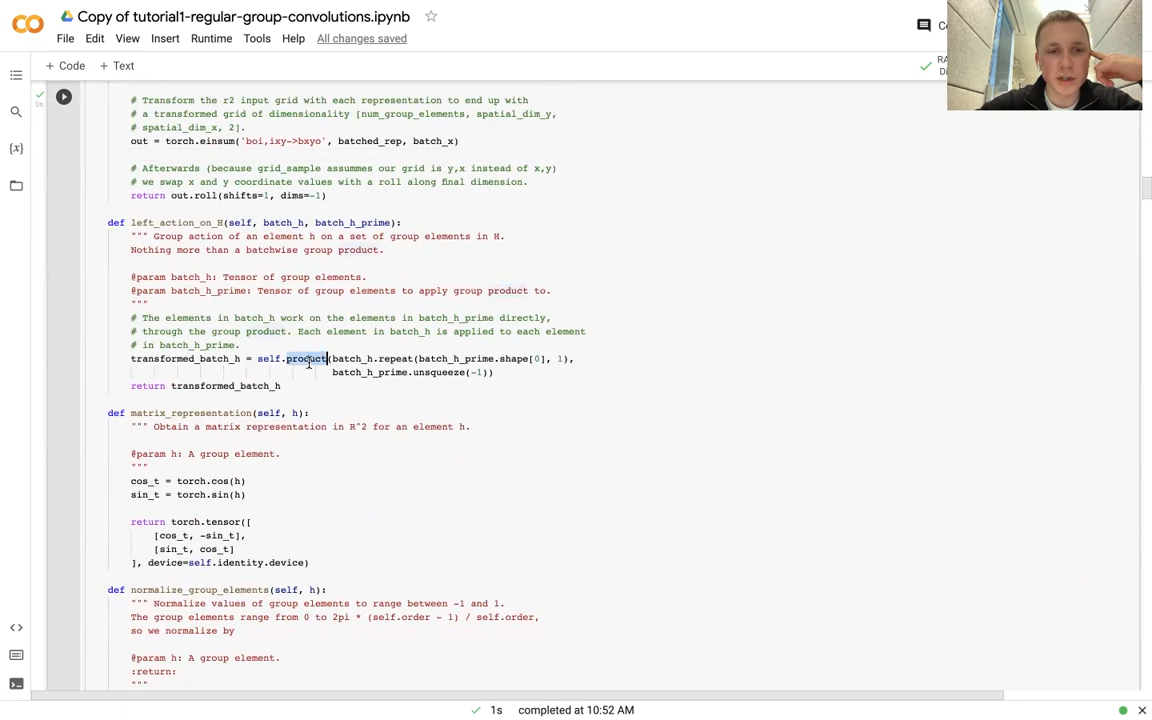 Copy of tutorial1-regular-group-convolutions.ipynb
File Edit View Insert Runtime Tools Help All changes saved
+ Code + Text
0s
# Transform the r2 input grid with each representation to end up with
# a transformed grid of dimensionality [num_group_elements, spatial_dim_y,
# spatial_dim_x, 2].
out = torch.einsum('boi,ixy->bxyo', batched_rep, batch_x)
# Afterwards (because grid_sample assummes our grid is y,x instead of x,y)
# we swap x and y coordinate values with a roll along final dimension.
return out.roll(shifts=1, dims=-1)
def left_action_on_H(self, batch_h, batch_h_prime):
""" Group action of an element h on a set of group elements in H.
Nothing more than a batchwise group product.
@param batch_h: Tensor of group elements.
@param batch_h_prime: Tensor of group elements to apply group product to.
"""
# The elements in batch_h work on the elements in batch_h_prime directly,
# through the group product. Each element in batch_h is applied to each element
# in batch_h_prime.
transformed_batch_h = self.product(batch_h.repeat(batch_h_prime.shape[0], 1),
batch_h_prime.unsqueeze(-1))
return transformed_batch_h
def matrix_representation(self, h):
""" Obtain a matrix representation in R^2 for an element h.
@param h: A group element.
"""
cos_t = torch.cos(h)
sin_t = torch.sin(h)
return torch.tensor([
[cos_t, -sin_t],
[sin_t, cos_t]
], device=self.identity.device)
def normalize_group_elements(self, h):
""" Normalize values of group elements to range between -1 and 1.
The group elements range from 0 to 2pi * (self.order - 1) / self.order,
so we normalize by
@param h: A group element.
:return:
"""
1s completed at 10:52 AM